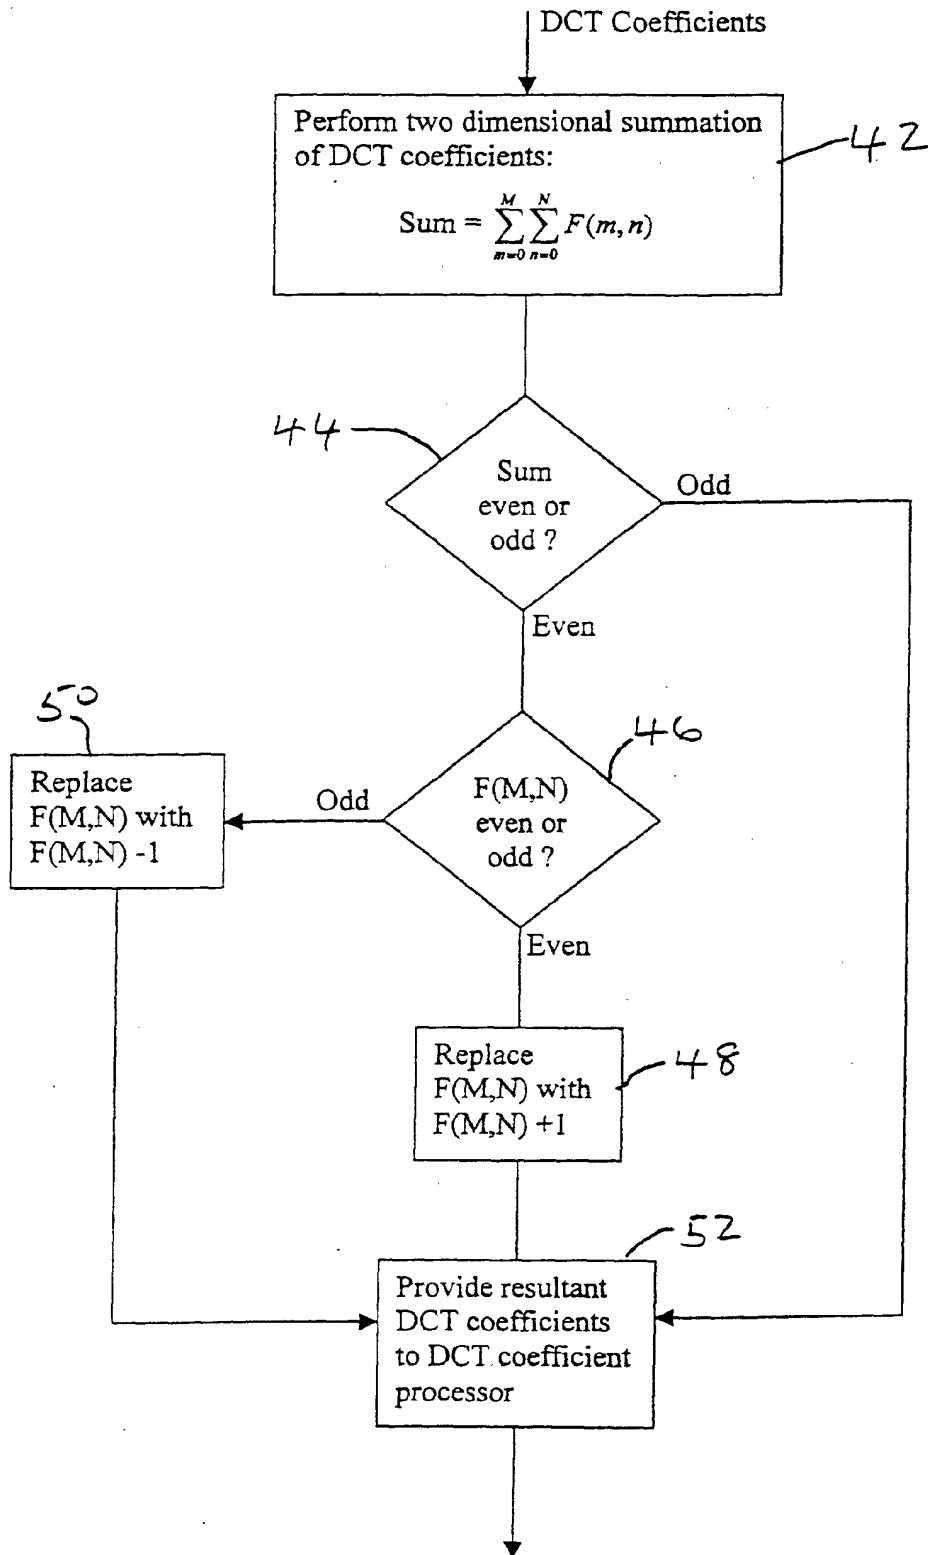 DCT Coefficients
Perform two dimensional summation
of DCT coefficients:
Sum = \sum_{m=0}^{M} \sum_{n=0}^{N} F(m,n)
42
44
Sum
even or
odd ?
Odd
Even
50
46
Replace
F(M,N) with
F(M,N) -1
Odd
F(M,N)
even or
odd ?
Even
Replace
F(M,N) with
F(M,N) +1
48
52
Provide resultant
DCT coefficients
to DCT coefficient
processor